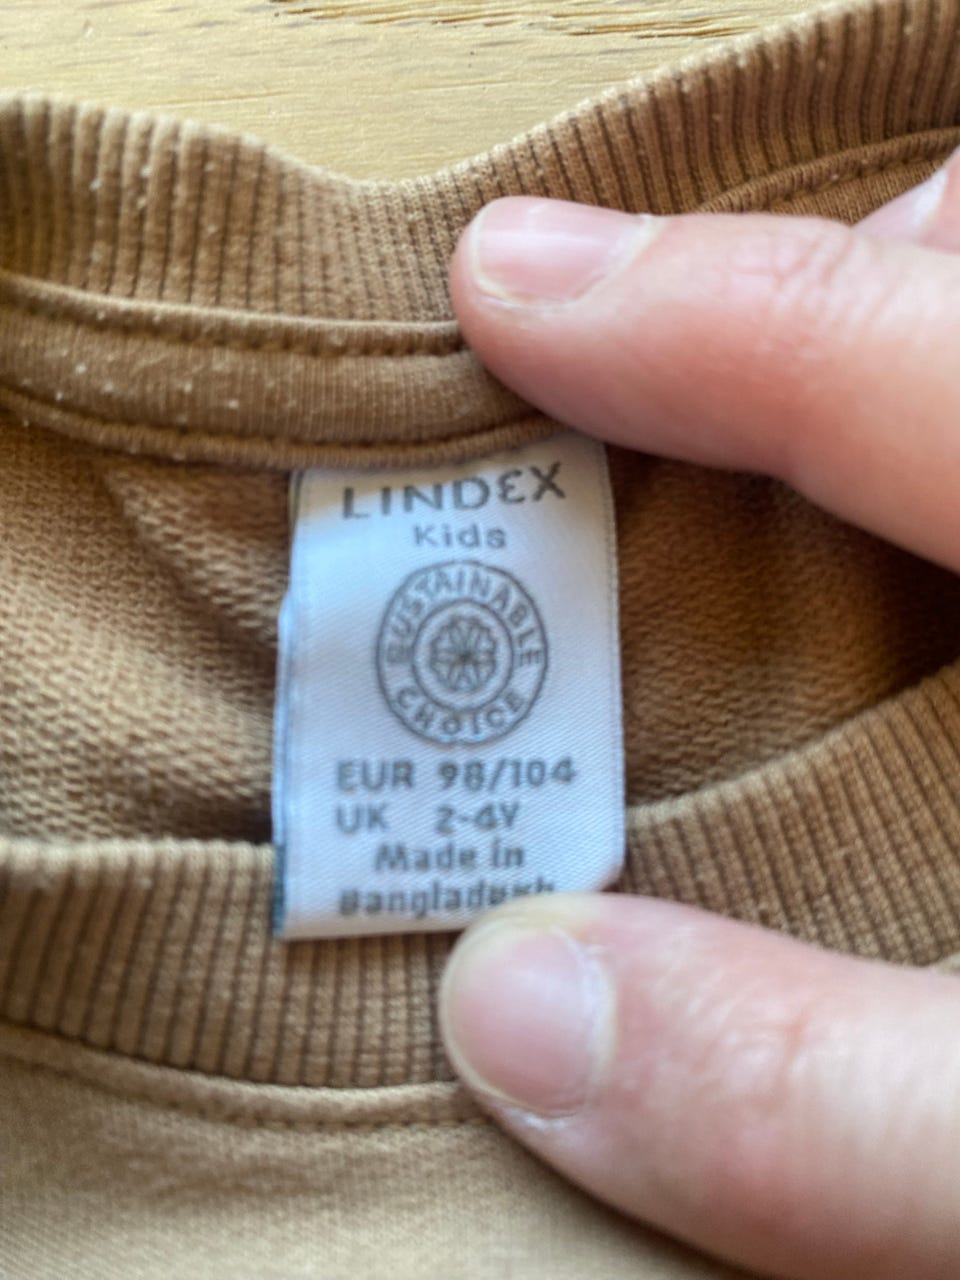 LINDEX
Kids
SUSTAINABLE
CHOICE
EUR 98/104
UK 2-4Y
Made in
Bangladesh